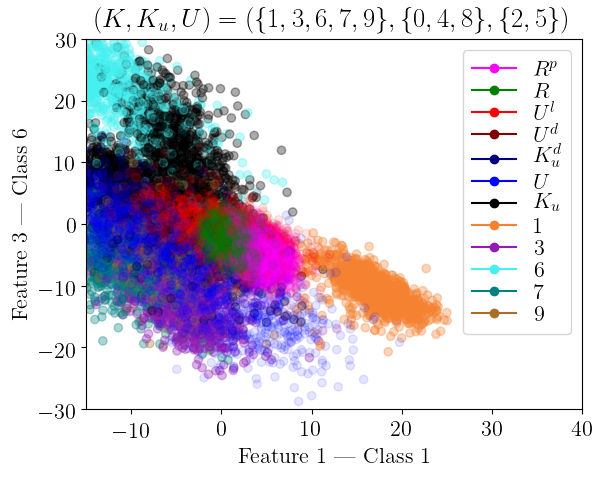 (K, K_u, U) = ({1, 3, 6, 7, 9}, {0, 4, 8}, {2, 5})
30
20
10
0
−10
−20
−30
Feature 3 — Class 6
R^p
R
U^l
U^d
K_u^d
U
K_u
1
3
6
7
9
−10
0
10
20
30
40
Feature 1 — Class 1